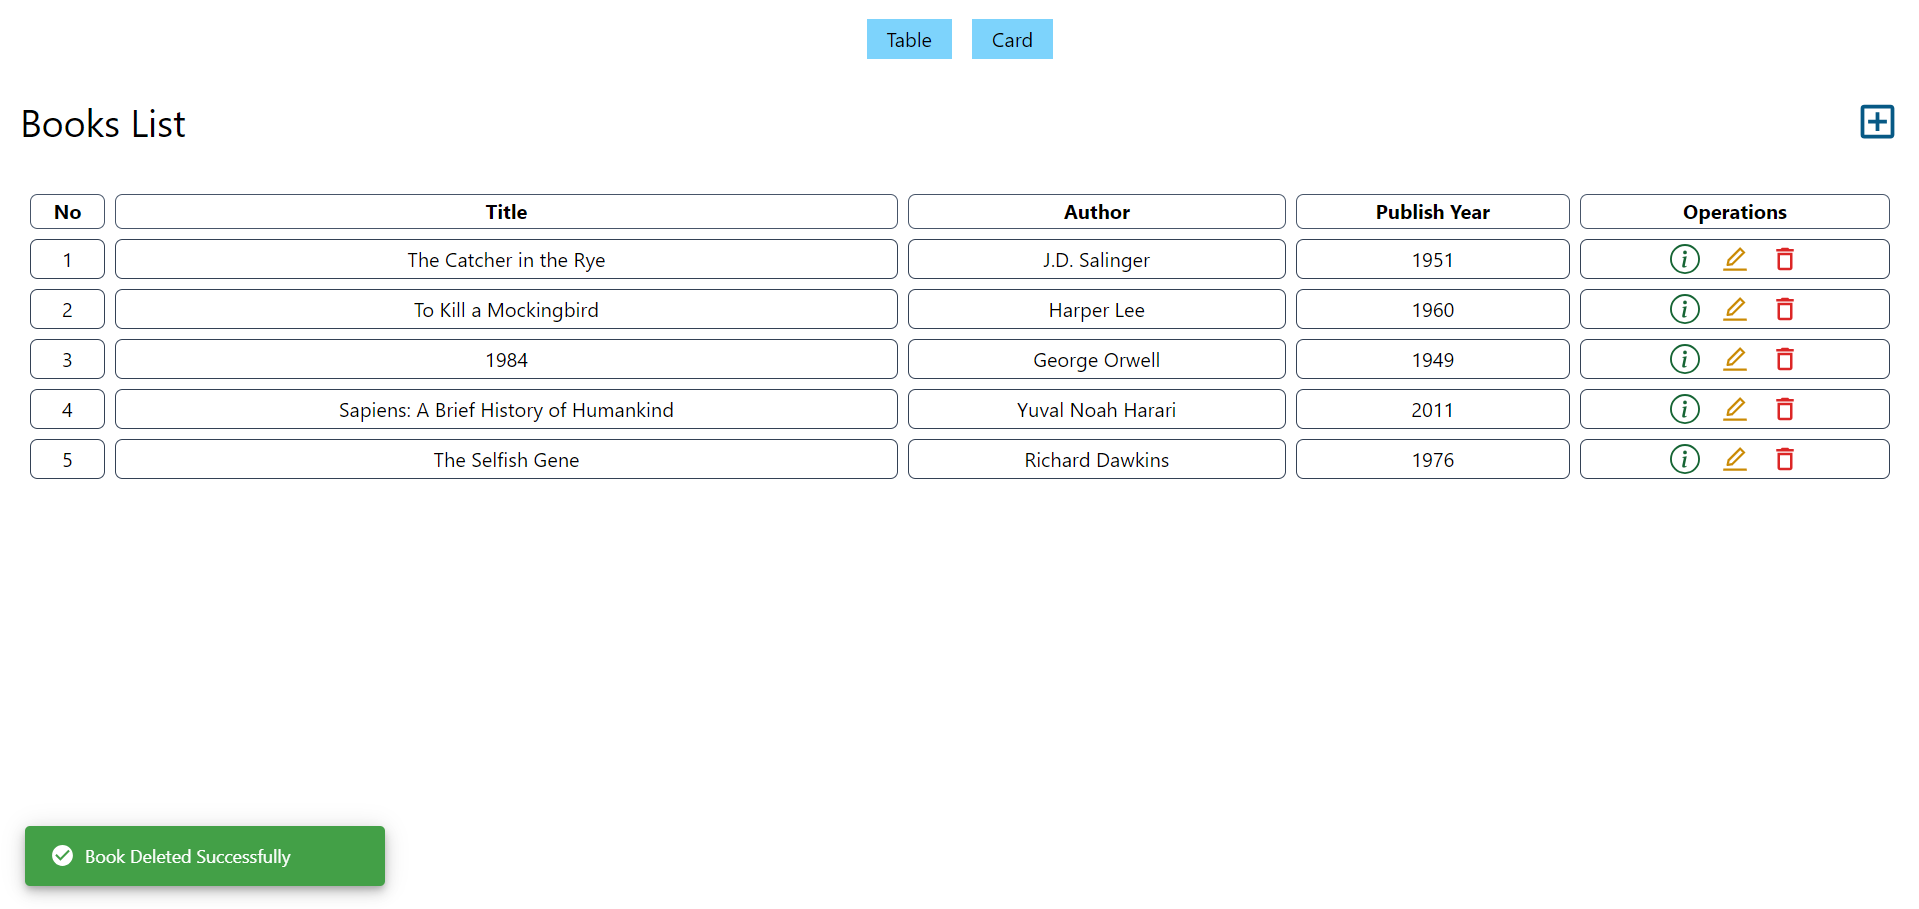 Table Card
Books List
No Title Author Publish Year Operations
1 The Catcher in the Rye J.D. Salinger 1951
2 To Kill a Mockingbird Harper Lee 1960
3 1984 George Orwell 1949
4 Sapiens: A Brief History of Humankind Yuval Noah Harari 2011
5 The Selfish Gene Richard Dawkins 1976
Book Deleted Successfully